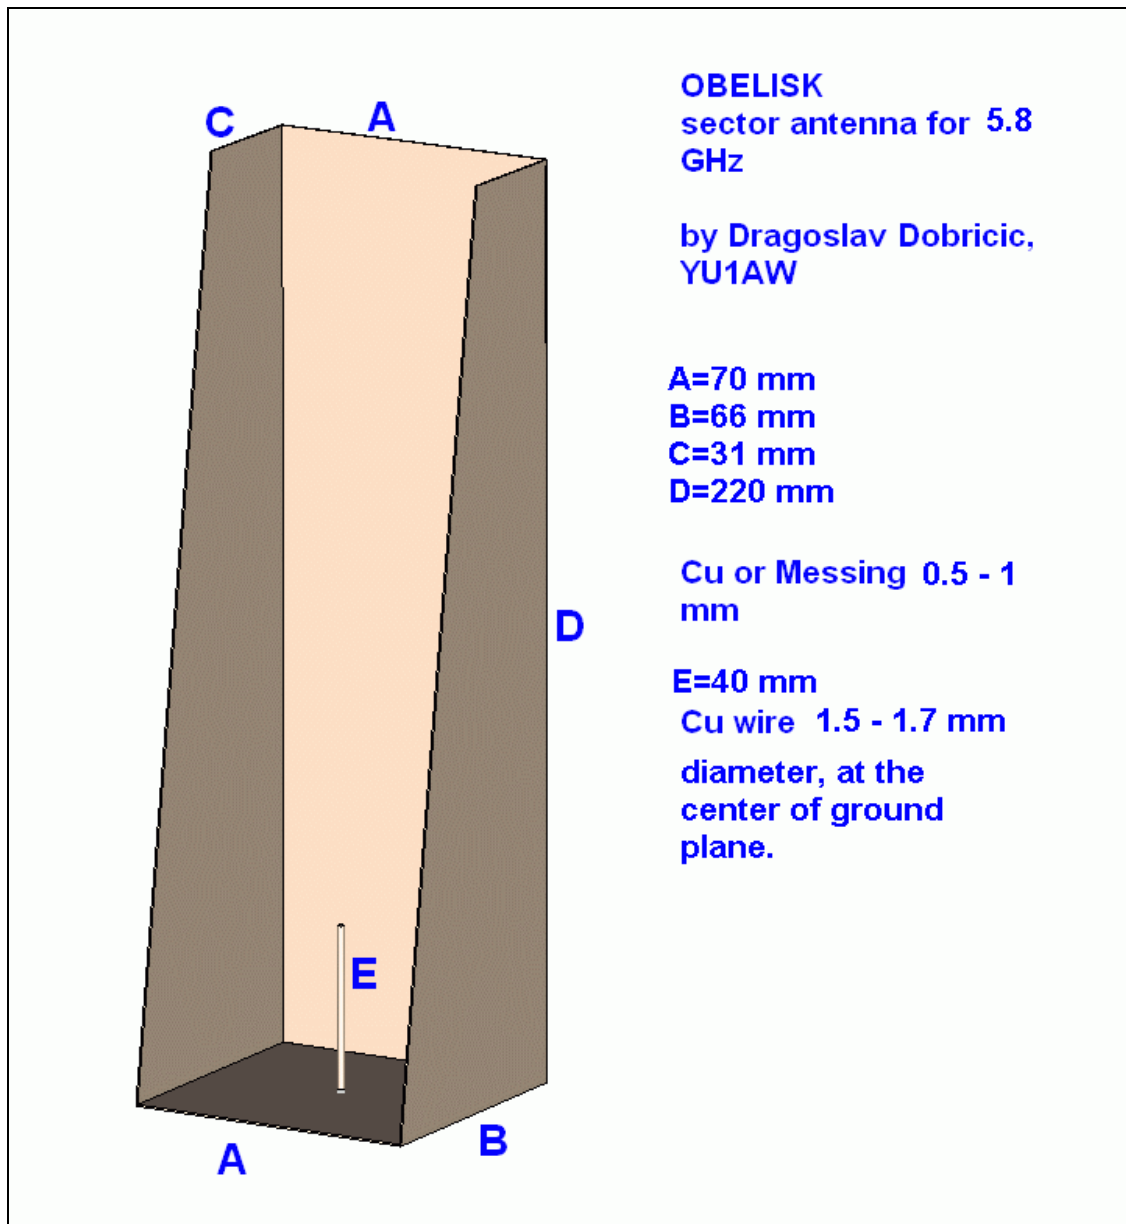 C
A
OBELISK
sector antenna for 5.8
GHz
by Dragoslav Dobricic,
YU1AW
A=70 mm
B=66 mm
C=31 mm
D=220 mm
Cu or Messing 0.5 - 1
mm
D
E=40 mm
Cu wire 1.5 - 1.7 mm
diameter, at the
center of ground
plane.
E
A
B